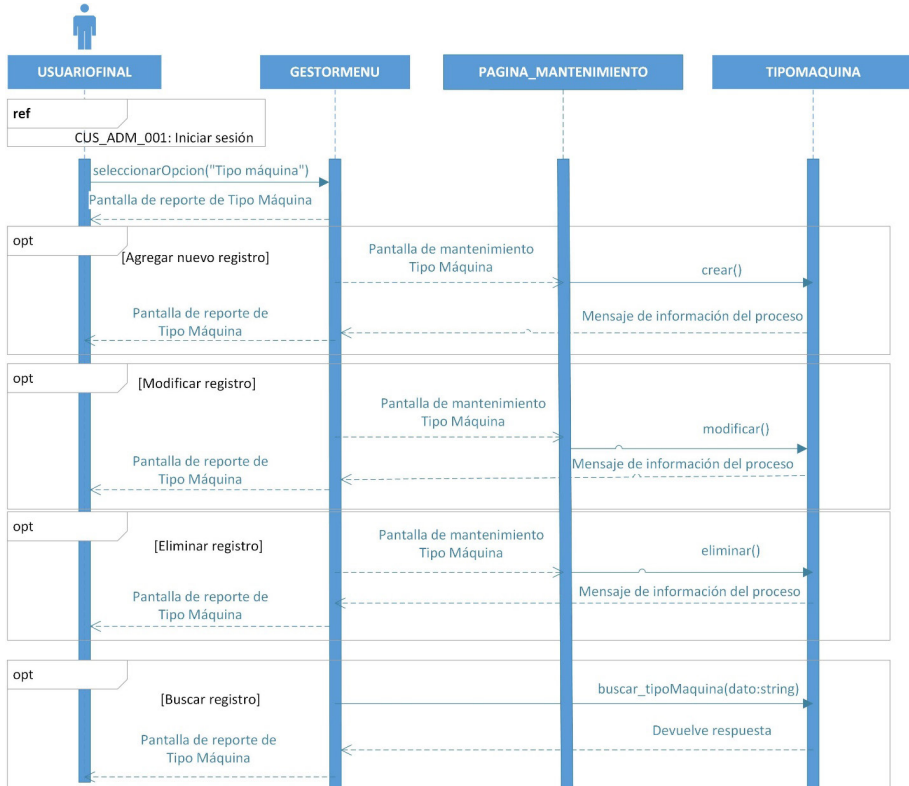 USUARIOFINAL
GESTORMENU
PAGINA_MANTENIMIENTO
TIPOMAQUINA
ref
CUS_ADM_001: Iniciar sesión
seleccionarOpcion("Tipo máquina")
Pantalla de reporte de Tipo Máquina
opt
[Agregar nuevo registro]
Pantalla de mantenimiento
Tipo Máquina
crear()
Mensaje de información del proceso
Pantalla de reporte de
Tipo Máquina
opt
[Modificar registro]
Pantalla de mantenimiento
Tipo Máquina
modificar()
Mensaje de información del proceso
Pantalla de reporte de
Tipo Máquina
opt
[Eliminar registro]
Pantalla de mantenimiento
Tipo Máquina
eliminar()
Mensaje de información del proceso
Pantalla de reporte de
Tipo Máquina
opt
[Buscar registro]
buscar_tipoMaquina(dato:string)
Devuelve respuesta
Pantalla de reporte de
Tipo Máquina